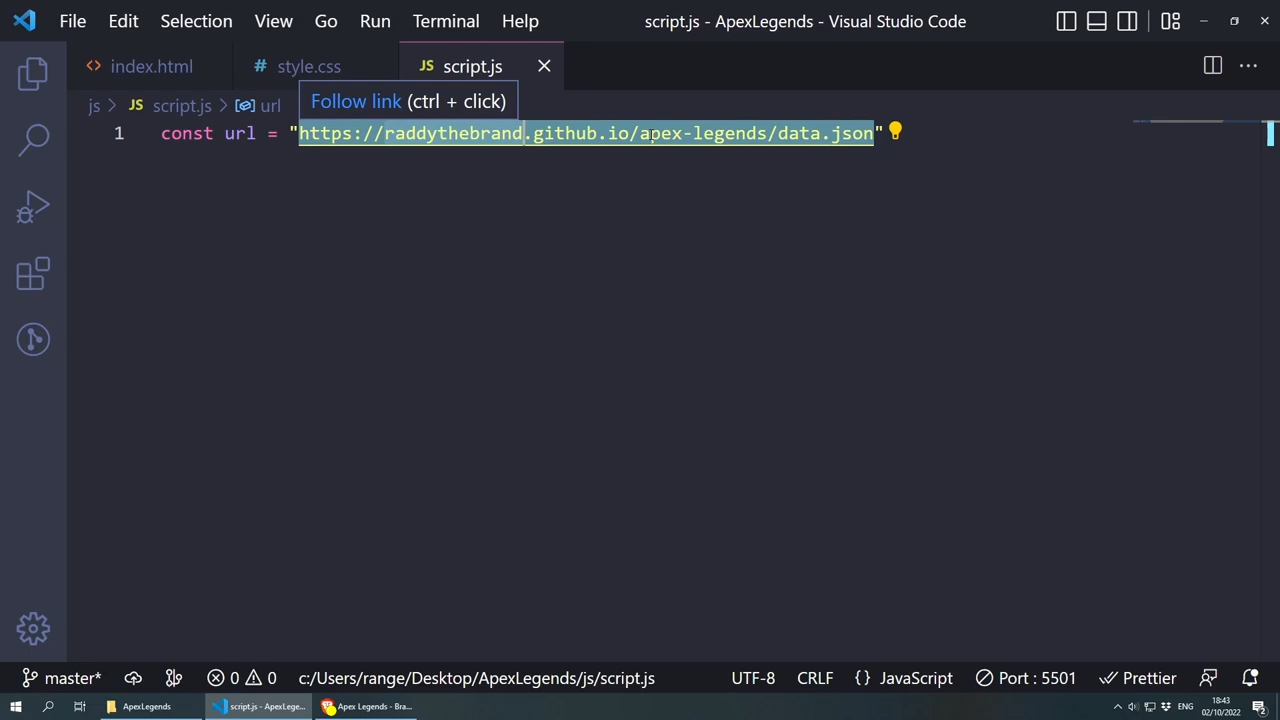 File Edit Selection View Go Run Terminal Help script.js - ApexLegends - Visual Studio Code
<> index.html # style.css JS script.js
Follow link (ctrl + click)
js > JS script.js > url
1 const url = "https://raddythebrand.github.io/apex-legends/data.json"
master* 0 0 c:/Users/range/Desktop/ApexLegends/js/script.js UTF-8 CRLF {} JavaScript Port : 5501 Prettier
ApexLegends script.js - ApexLege... Apex Legends - Bra... ENG 18:43
02/10/2022 2